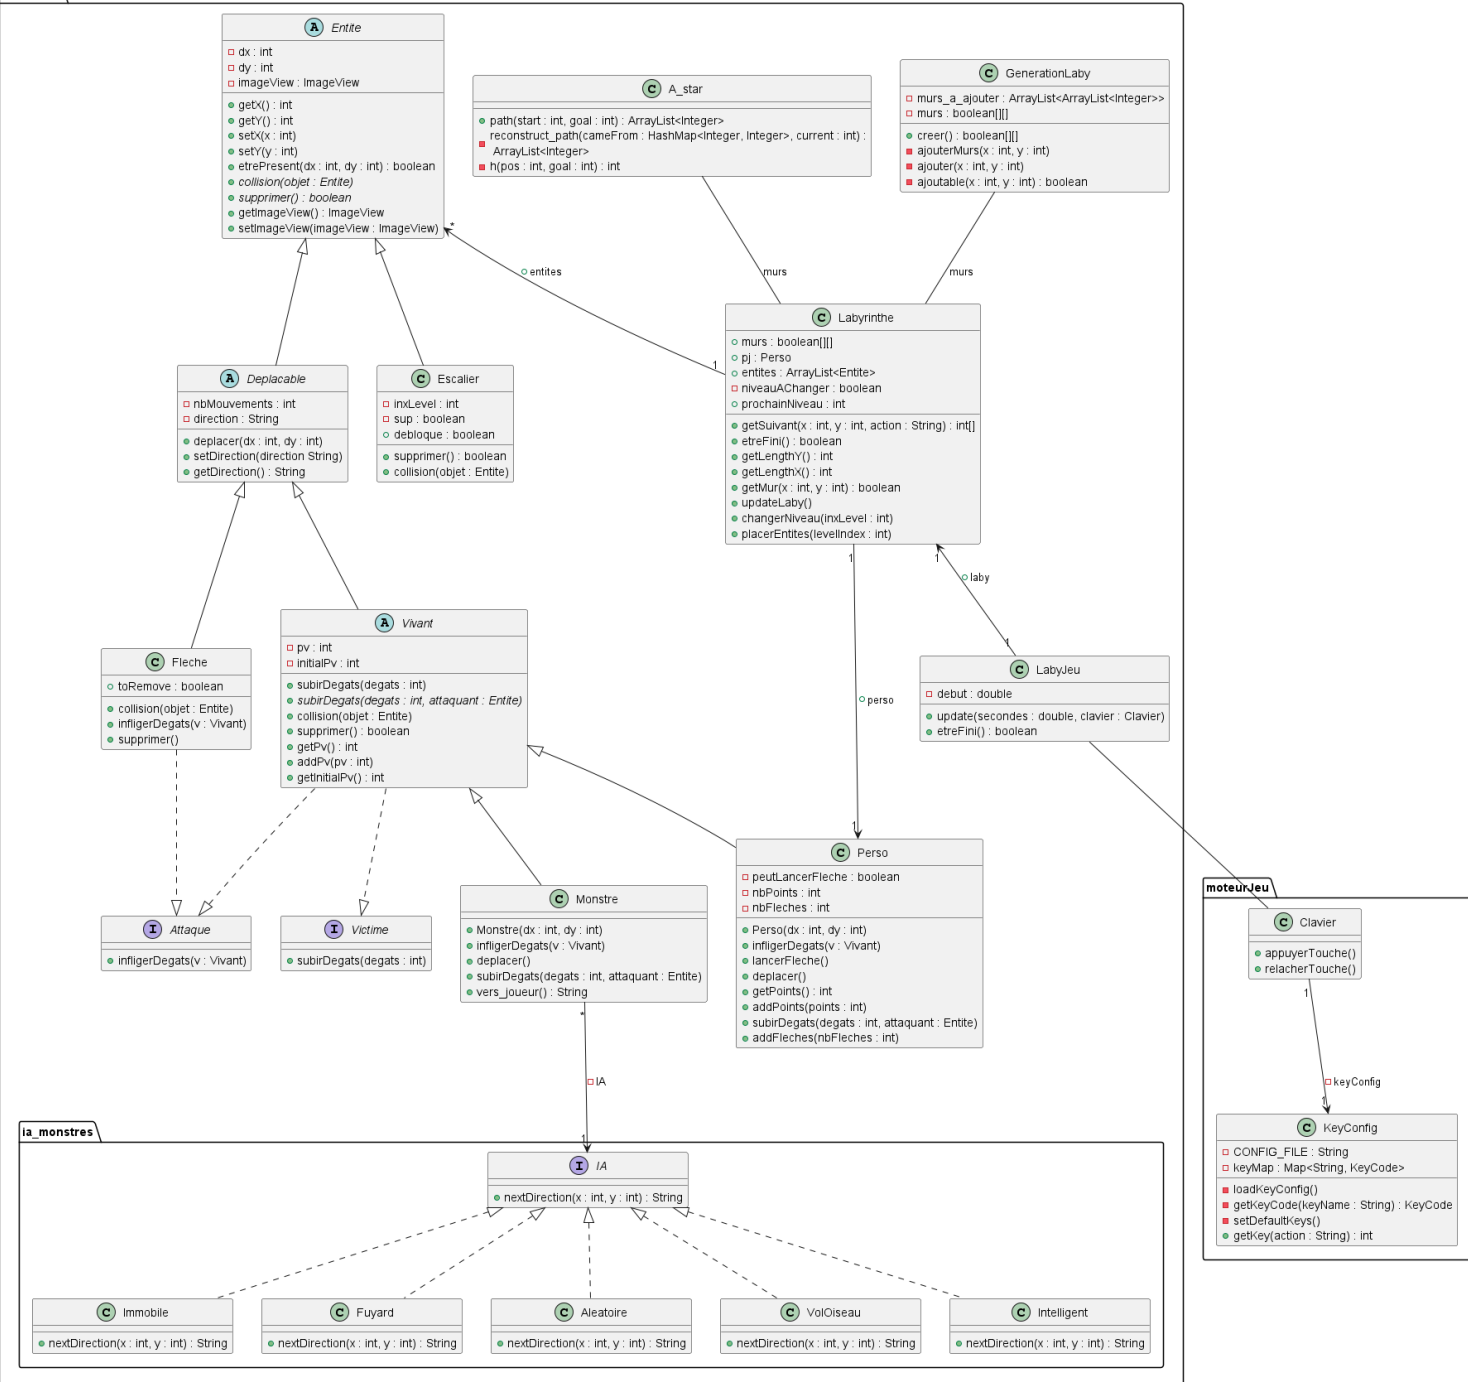 A Entite
dx : int
dy : int
imageView : ImageView
getX() : int
getY() : int
setX(x : int)
setY(y : int)
etrePresent(dx : int, dy : int) : boolean
collision(objet : Entite)
supprimer() : boolean
getImageView() : ImageView
setImageView(imageView : ImageView)
C A_star
path(start : int, goal : int) : ArrayList<Integer>
reconstruct_path(cameFrom : HashMap<Integer, Integer>, current : int) :
ArrayList<Integer>
h(pos : int, goal : int) : int
C GenerationLaby
murs_a_ajouter : ArrayList<ArrayList<Integer>>
murs : boolean[][]
creer() : boolean[][]
ajouterMurs(x : int, y : int)
ajouter(x : int, y : int)
ajoutable(x : int, y : int) : boolean
*
entites
1
murs
murs
C Labyrinthe
murs : boolean[][]
pj : Perso
entites : ArrayList<Entite>
niveauAChanger : boolean
prochainNiveau : int
getSuivant(x : int, y : int, action : String) : int[]
etreFini() : boolean
getLengthY() : int
getLengthX() : int
getMur(x : int, y : int) : boolean
updateLaby()
changerNiveau(inxLevel : int)
placerEntites(levelIndex : int)
A Deplacable
nbMouvements : int
direction : String
deplacer(dx : int, dy : int)
setDirection(direction String)
getDirection() : String
C Escalier
inxLevel : int
sup : boolean
debloque : boolean
supprimer() : boolean
collision(objet : Entite)
1
1
laby
1
C LabyJeu
debut : double
update(secondes : double, clavier : Clavier)
etreFini() : boolean
perso
1
C Fleche
toRemove : boolean
collision(objet : Entite)
infligerDegats(v : Vivant)
supprimer()
A Vivant
pv : int
initialPv : int
subirDegats(degats : int)
subirDegats(degats : int, attaquant : Entite)
collision(objet : Entite)
supprimer() : boolean
getPv() : int
addPv(pv : int)
getInitialPv() : int
I Attaque
infligerDegats(v : Vivant)
I Victime
subirDegats(degats : int)
C Monstre
Monstre(dx : int, dy : int)
infligerDegats(v : Vivant)
deplacer()
subirDegats(degats : int, attaquant : Entite)
vers_joueur() : String
C Perso
peutLancerFleche : boolean
nbPoints : int
nbFleches : int
Perso(dx : int, dy : int)
infligerDegats(v : Vivant)
lancerFleche()
deplacer()
getPoints() : int
addPoints(points : int)
subirDegats(degats : int, attaquant : Entite)
addFleches(nbFleches : int)
moteurJeu
C Clavier
appuyerTouche()
relacherTouche()
1
keyConfig
1
C KeyConfig
CONFIG_FILE : String
keyMap : Map<String, KeyCode>
loadKeyConfig()
getKeyCode(keyName : String) : KeyCode
setDefaultKeys()
getKey(action : String) : int
*
IA
1
ia_monstres
I IA
nextDirection(x : int, y : int) : String
C Immobile
nextDirection(x : int, y : int) : String
C Fuyard
nextDirection(x : int, y : int) : String
C Aleatoire
nextDirection(x : int, y : int) : String
C VolOiseau
nextDirection(x : int, y : int) : String
C Intelligent
nextDirection(x : int, y : int) : String